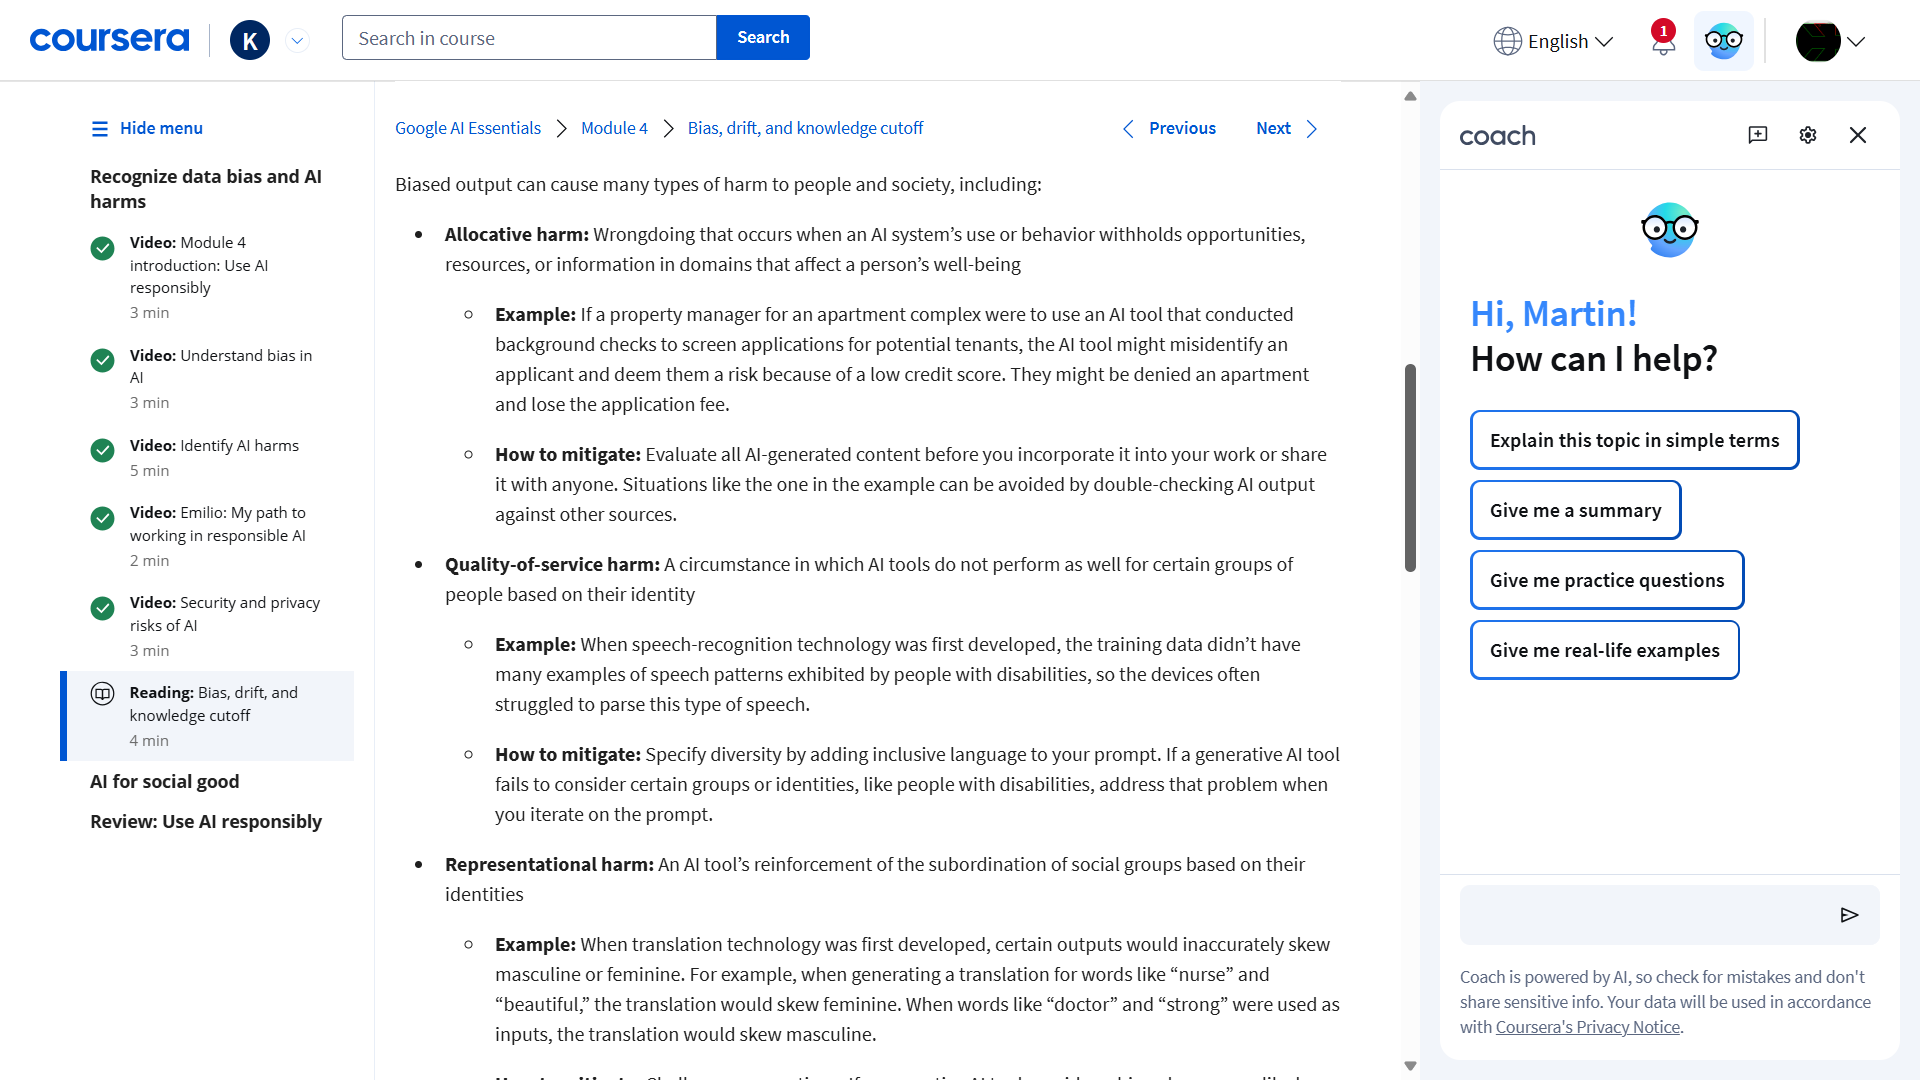 coursera
K
Search in course
Search
English
1
Hide menu
Recognize data bias and AI
harms
Video: Module 4
introduction: Use AI
responsibly
3 min
Video: Understand bias in
AI
3 min
Video: Identify AI harms
5 min
Video: Emilio: My path to
working in responsible AI
2 min
Video: Security and privacy
risks of AI
3 min
Reading: Bias, drift, and
knowledge cutoff
4 min
AI for social good
Review: Use AI responsibly
Google AI Essentials
Module 4
Bias, drift, and knowledge cutoff
Previous
Next
Biased output can cause many types of harm to people and society, including:
Allocative harm: Wrongdoing that occurs when an AI system’s use or behavior withholds opportunities,
resources, or information in domains that affect a person’s well-being
Example: If a property manager for an apartment complex were to use an AI tool that conducted
background checks to screen applications for potential tenants, the AI tool might misidentify an
applicant and deem them a risk because of a low credit score. They might be denied an apartment
and lose the application fee.
How to mitigate: Evaluate all AI-generated content before you incorporate it into your work or share
it with anyone. Situations like the one in the example can be avoided by double-checking AI output
against other sources.
Quality-of-service harm: A circumstance in which AI tools do not perform as well for certain groups of
people based on their identity
Example: When speech-recognition technology was first developed, the training data didn’t have
many examples of speech patterns exhibited by people with disabilities, so the devices often
struggled to parse this type of speech.
How to mitigate: Specify diversity by adding inclusive language to your prompt. If a generative AI tool
fails to consider certain groups or identities, like people with disabilities, address that problem when
you iterate on the prompt.
Representational harm: An AI tool’s reinforcement of the subordination of social groups based on their
identities
Example: When translation technology was first developed, certain outputs would inaccurately skew
masculine or feminine. For example, when generating a translation for words like “nurse” and
“beautiful,” the translation would skew feminine. When words like “doctor” and “strong” were used as
inputs, the translation would skew masculine.
coach
Hi, Martin!
How can I help?
Explain this topic in simple terms
Give me a summary
Give me practice questions
Give me real-life examples
Coach is powered by AI, so check for mistakes and don't
share sensitive info. Your data will be used in accordance
with Coursera's Privacy Notice.